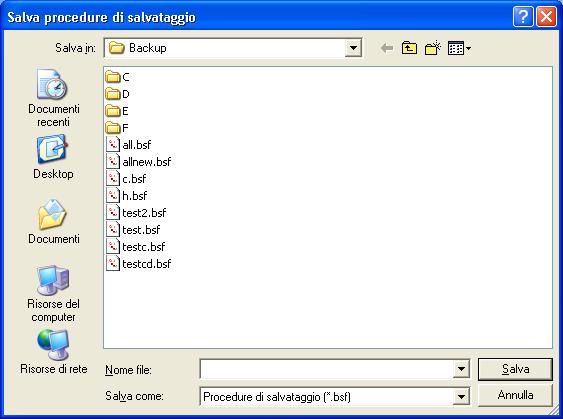 Salva procedure di salvataggio
Salva in:
Backup
Documenti
recenti
Desktop
Documenti
Risorse del
computer
Risorse di rete
C
D
E
F
all.bsf
allnew.bsf
c.bsf
h.bsf
test2.bsf
test.bsf
testc.bsf
testcd.bsf
Nome file:
Salva
Salva come:
Procedure di salvataggio (*.bsf)
Annulla